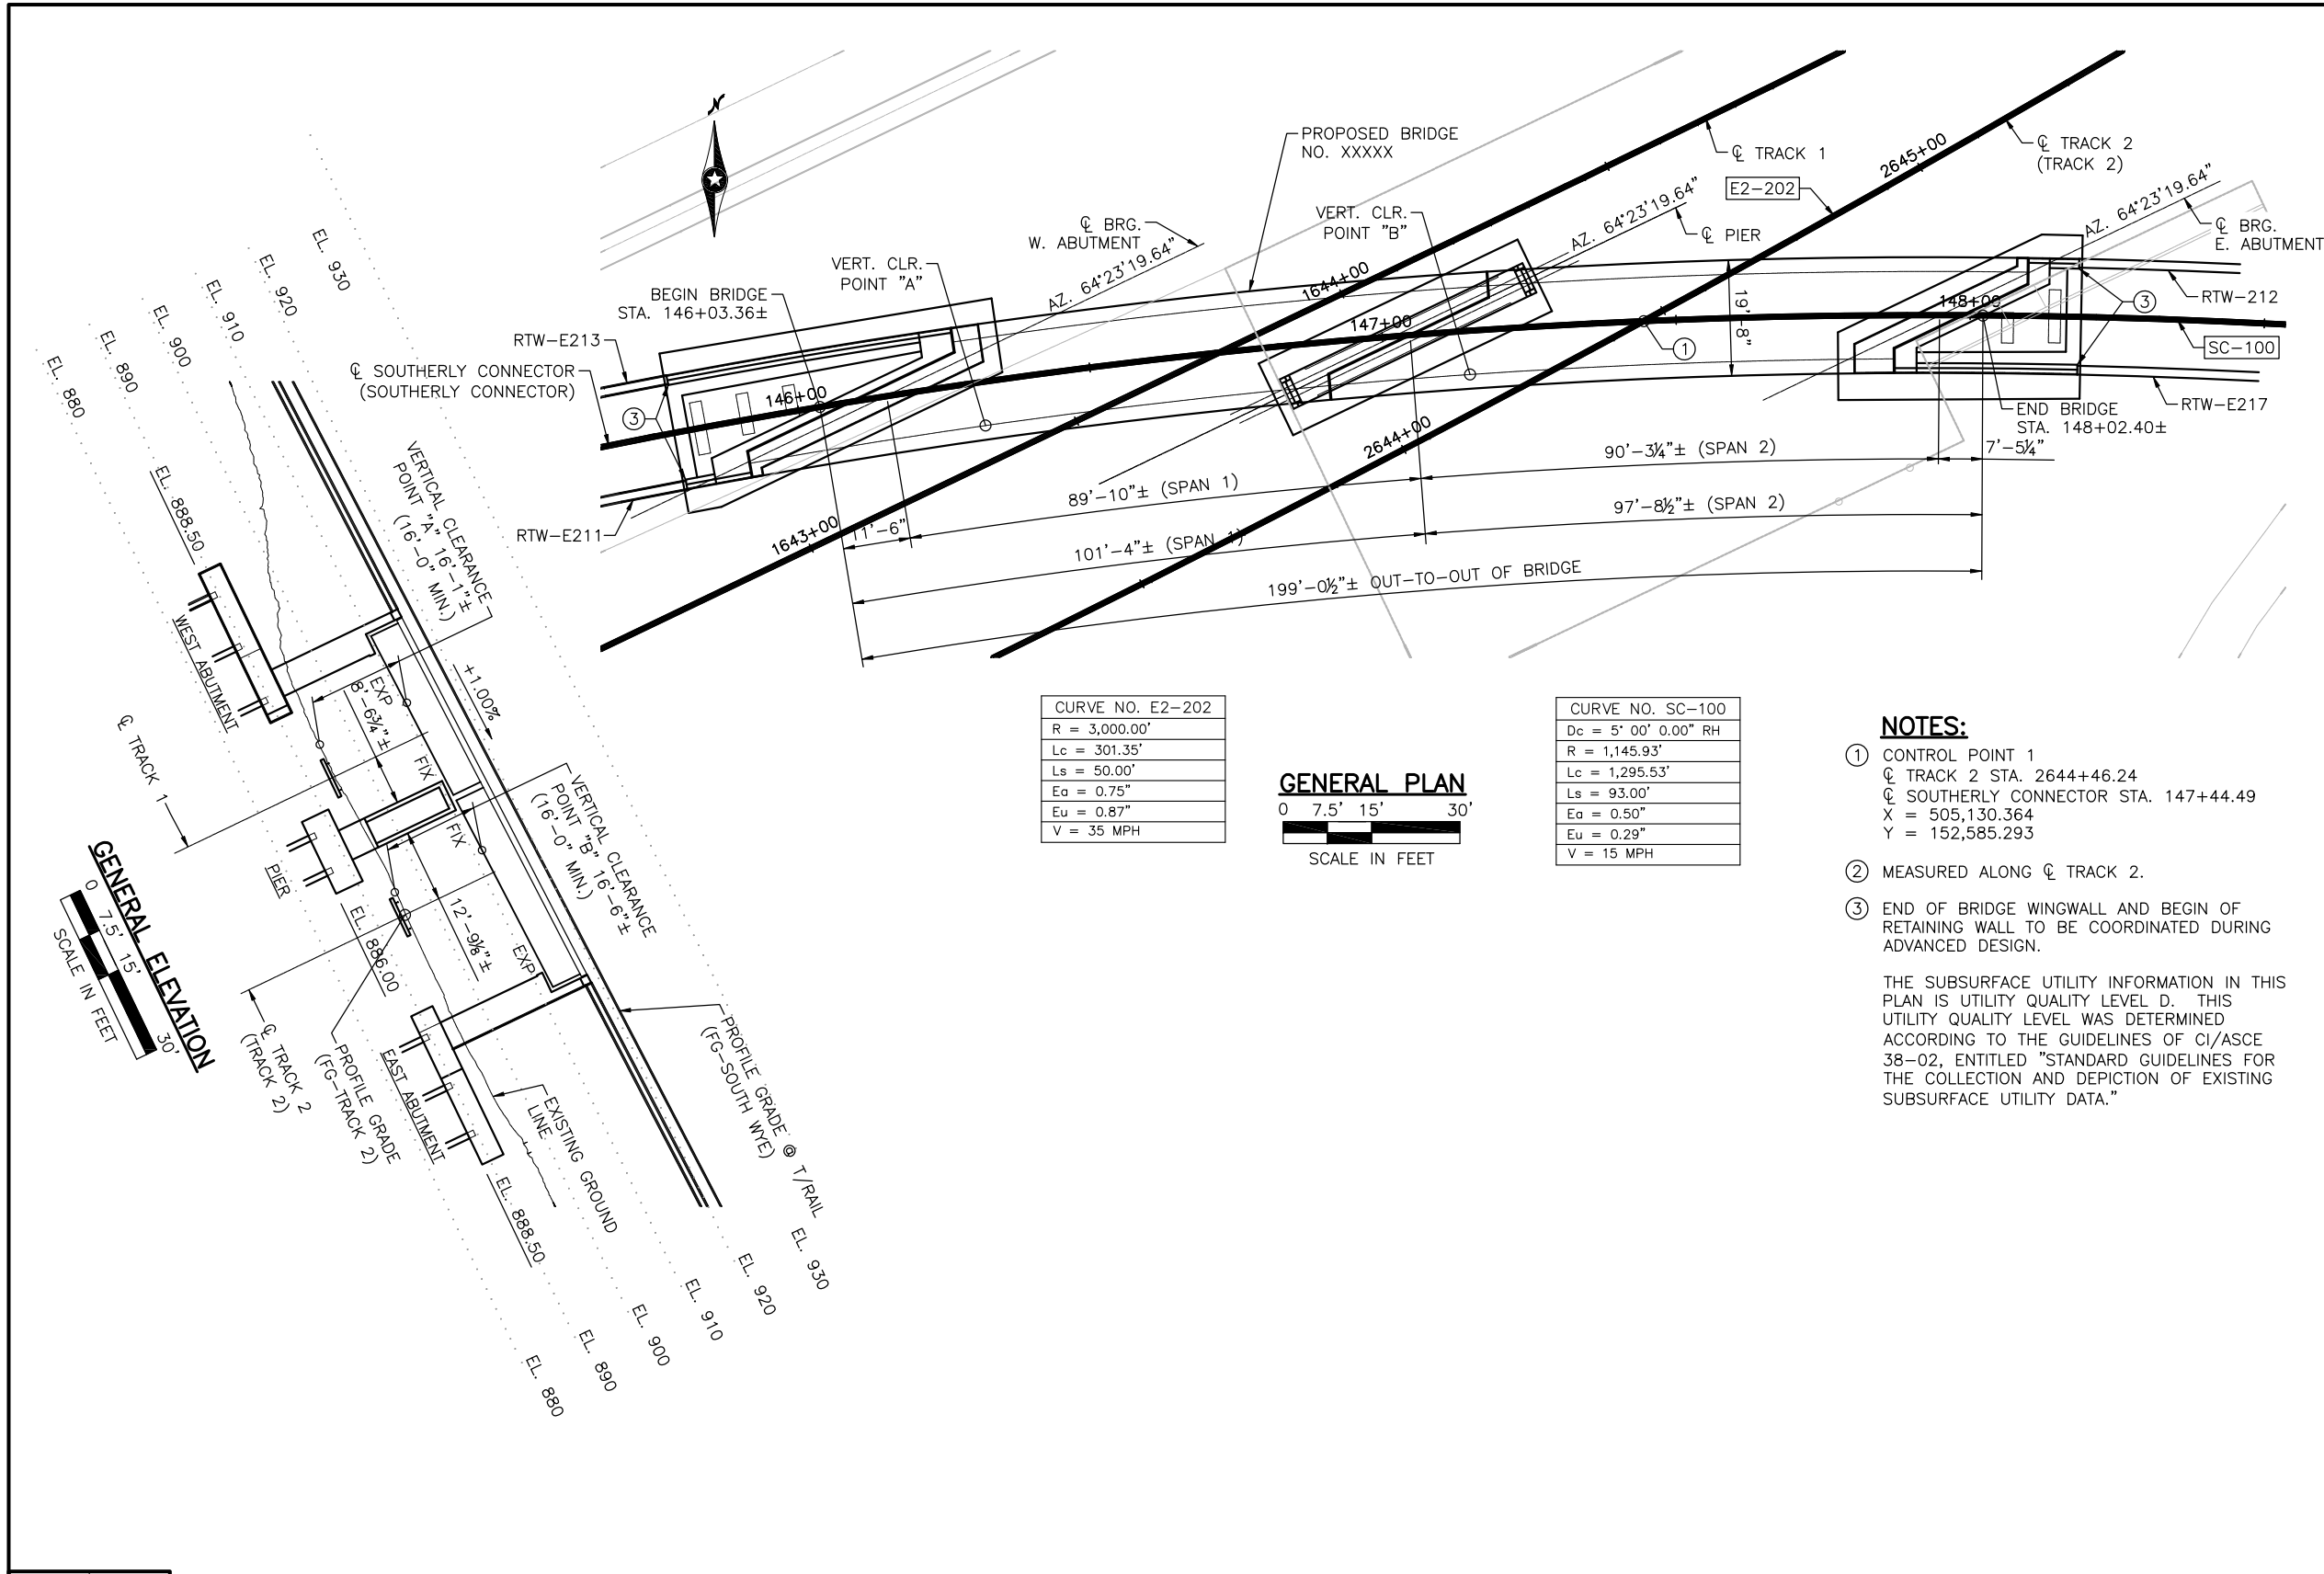 N
PROPOSED BRIDGE
NO. XXXXX
℄ TRACK 1
E2-202
2645+00
℄ TRACK 2
(TRACK 2)
AZ. 64°23'19.64"
℄ BRG.
E. ABUTMENT
AZ. 64°23'19.64"
℄ PIER
VERT. CLR.
POINT "B"
℄ BRG.
W. ABUTMENT
AZ. 64°23'19.64"
VERT. CLR.
POINT "A"
BEGIN BRIDGE
STA. 146+03.36±
RTW-E213
℄ SOUTHERLY CONNECTOR
(SOUTHERLY CONNECTOR)
3
146+00
RTW-E211
1643+00
1644+00
147+00
2644+00
19'-8"
1
148+00
3
RTW-212
SC-100
RTW-E217
END BRIDGE
STA. 148+02.40±
7'-5¼"
90'-3¼"± (SPAN 2)
89'-10"± (SPAN 1)
11'-6"
97'-8½"± (SPAN 2)
101'-4"± (SPAN 1)
199'-0½"± OUT-TO-OUT OF BRIDGE
EL. 930
EL. 920
EL. 910
EL. 900
EL. 890
EL. 880
EL. 888.50
WEST ABUTMENT
VERTICAL CLEARANCE
POINT "A" 16'-1"±
(16'-0" MIN.)
+1.00%
EXP
8'-6¾"±
FIX
℄ TRACK 1
PIER
FIX
VERTICAL CLEARANCE
POINT "B" 16'-6"±
(16'-0" MIN.)
12'-9⅛"±
EXP
EL. 886.00
℄ TRACK 2
(TRACK 2)
PROFILE GRADE
(FG-TRACK 2)
EAST ABUTMENT
EXISTING GROUND
LINE
EL. 888.50
PROFILE GRADE @ T/RAIL
(FG-SOUTH WYE)
EL. 930
EL. 920
EL. 910
EL. 900
EL. 890
EL. 880
GENERAL ELEVATION
0 7.5' 15' 30'
SCALE IN FEET
CURVE NO. E2-202
R = 3,000.00'
Lc = 301.35'
Ls = 50.00'
Ea = 0.75"
Eu = 0.87"
V = 35 MPH
GENERAL PLAN
0 7.5' 15' 30'
SCALE IN FEET
CURVE NO. SC-100
Dc = 5° 00' 0.00" RH
R = 1,145.93'
Lc = 1,295.53'
Ls = 93.00'
Ea = 0.50"
Eu = 0.29"
V = 15 MPH
NOTES:
1 CONTROL POINT 1
℄ TRACK 2 STA. 2644+46.24
℄ SOUTHERLY CONNECTOR STA. 147+44.49
X = 505,130.364
Y = 152,585.293
2 MEASURED ALONG ℄ TRACK 2.
3 END OF BRIDGE WINGWALL AND BEGIN OF
RETAINING WALL TO BE COORDINATED DURING
ADVANCED DESIGN.
THE SUBSURFACE UTILITY INFORMATION IN THIS
PLAN IS UTILITY QUALITY LEVEL D. THIS
UTILITY QUALITY LEVEL WAS DETERMINED
ACCORDING TO THE GUIDELINES OF CI/ASCE
38-02, ENTITLED "STANDARD GUIDELINES FOR
THE COLLECTION AND DEPICTION OF EXISTING
SUBSURFACE UTILITY DATA."